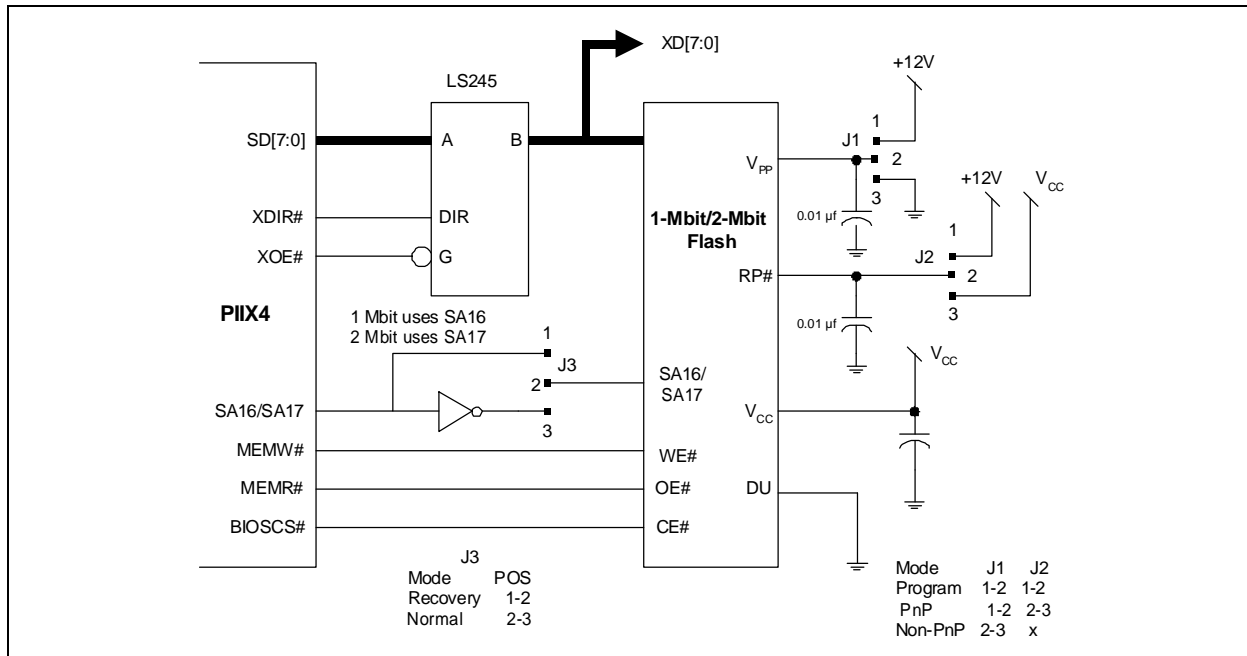 XD[7:0]
LS245
+12V
SD[7:0]
A
B
J1
1
2
3
VPP
+12V
VCC
0.01 µf
XDIR#
DIR
1-Mbit/2-Mbit
Flash
XOE#
G
J2
1
2
3
RP#
PIIX4
0.01 µf
1 Mbit uses SA16
2 Mbit uses SA17
J3
1
2
3
VCC
SA16/
SA17
SA16/SA17
VCC
MEMW#
WE#
MEMR#
OE#
DU
BIOSCS#
CE#
J3
Mode POS
Recovery 1-2
Normal 2-3
Mode J1 J2
Program 1-2 1-2
PnP 1-2 2-3
Non-PnP 2-3 x